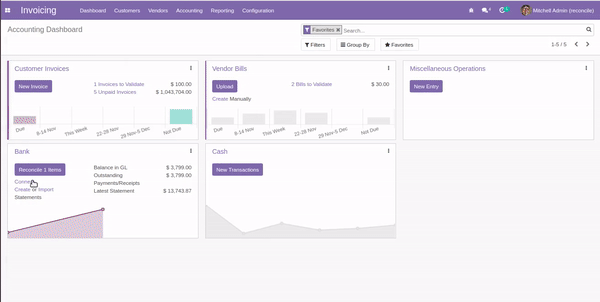 Invoicing Dashboard Customers Vendors Accounting Reporting Configuration Mitchell Admin (reconcile)
Accounting Dashboard
Favorites × Search...
Filters Group By Favorites 1-5 / 5
Customer Invoices
New Invoice
1 Invoices to Validate $ 100.00
5 Unpaid Invoices $ 1,043,704.00
Due 8-14 Nov This Week 22-28 Nov 29 Nov-5 Dec Not Due
Vendor Bills
Upload
2 Bills to Validate $ 30.00
Create Manually
Due 8-14 Nov This Week 22-28 Nov 29 Nov-5 Dec Not Due
Miscellaneous Operations
New Entry
Bank
Reconcile 1 Items
Create or Import
Statements
Balance in GL $ 3,799.00
Outstanding $ 3,799.00
Payments/Receipts
Latest Statement $ 13,743.87
Cash
New Transactions